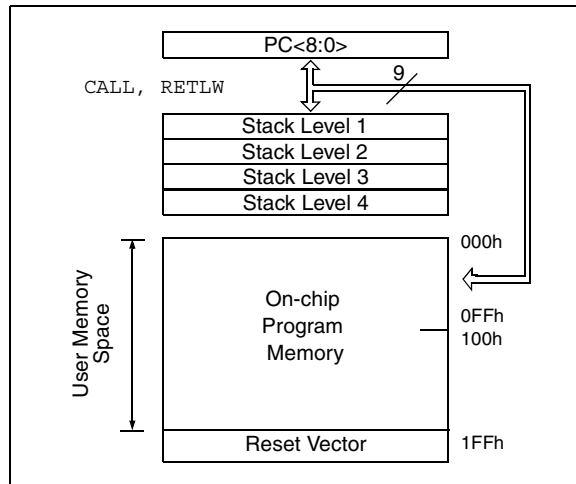 PC<8:0>
CALL, RETLW
9
Stack Level 1
Stack Level 2
Stack Level 3
Stack Level 4
000h
User Memory
Space
On-chip
Program
Memory
0FFh
100h
Reset Vector
1FFh